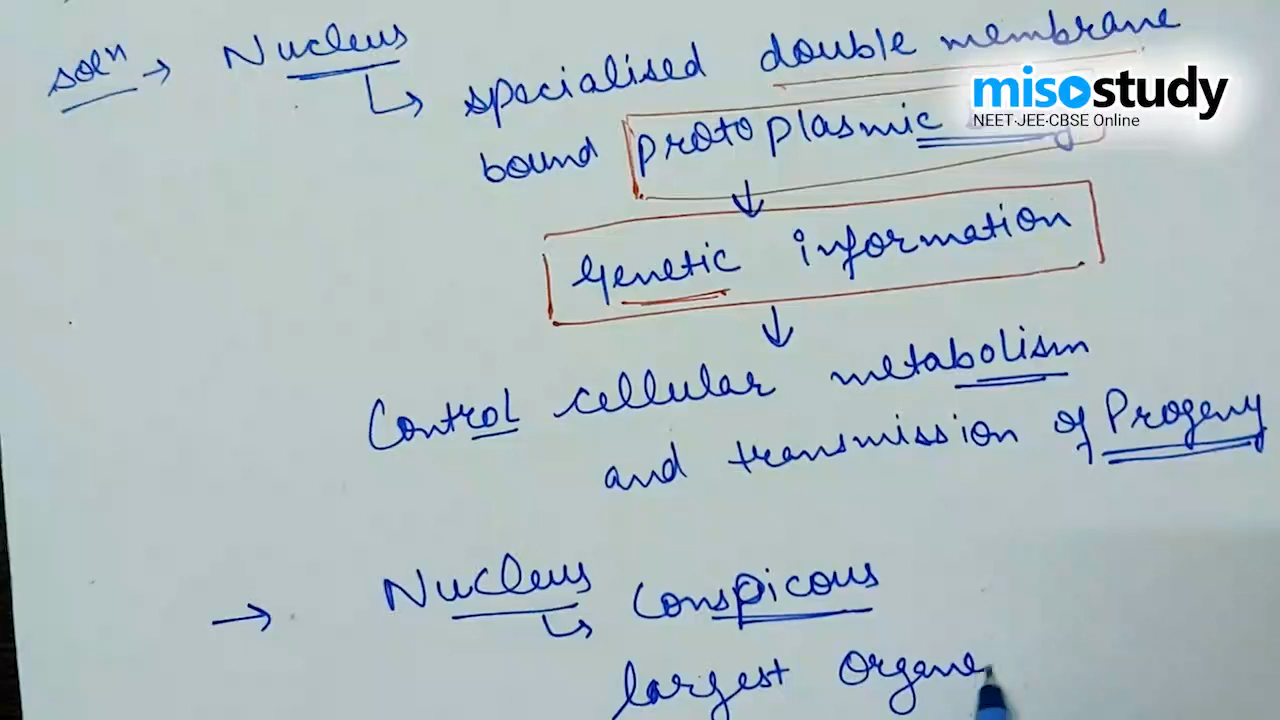 solⁿ → Nucleus
↳ specialised double membrane
bound protoplasmic
↓
Genetic information
↓
Control cellular metabolism
and transmission of Progeny
→ Nucleus
↳ Conspicous
largest Organe
misostudy
NEET-JEE-CBSE Online